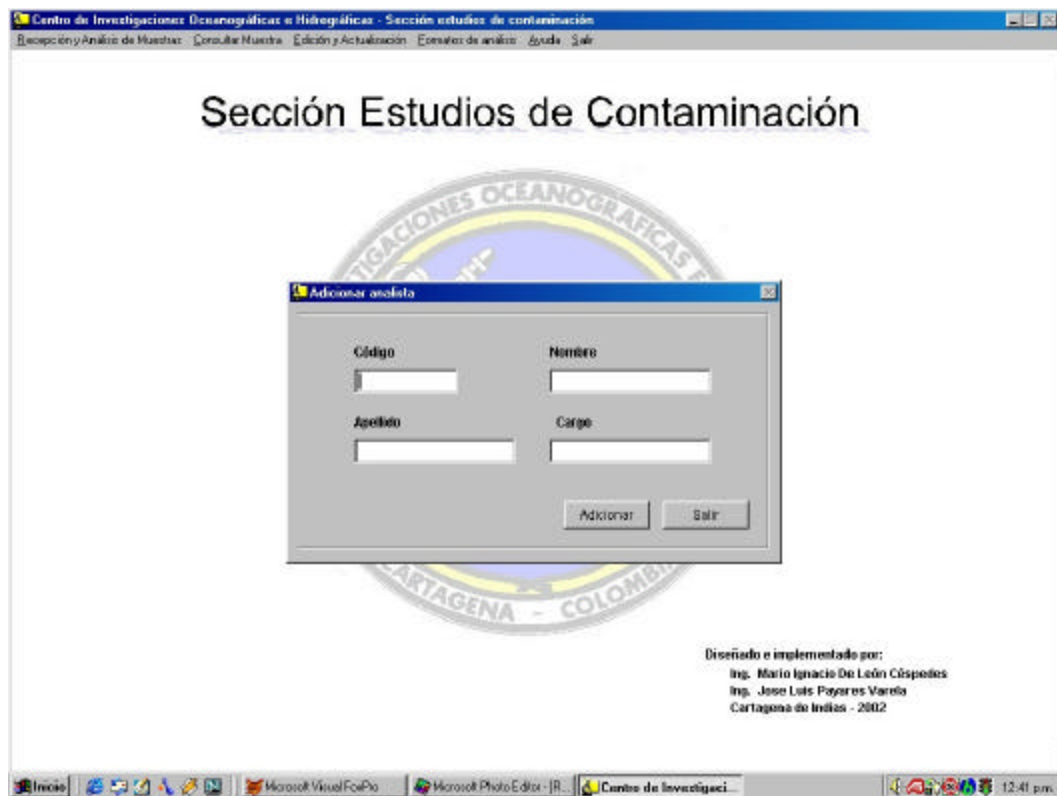 Centro de Investigaciones Oceanográficas e Hidrográficas - Sección estudios de contaminación
Recepción y Análisis de Muestras Consultar Muestra Edición y Actualización Formatos de análisis Ayuda Salir
Sección Estudios de Contaminación
TIGACIONES OCEANOGRAFICAS E
Adicionar analista
Código
Nombre
Apellido
Cargo
Adicionar
Salir
CARTAGENA - COLOMBI
Diseñado e implementado por:
Ing. Mario Ignacio De León Céspedes
Ing. Jose Luis Payares Varela
Cartagena de Indias - 2002
Inicio
Microsoft Visual FoxPro
Microsoft Photo Editor - [R...
Centro de Investigaci...
12:41 p.m.